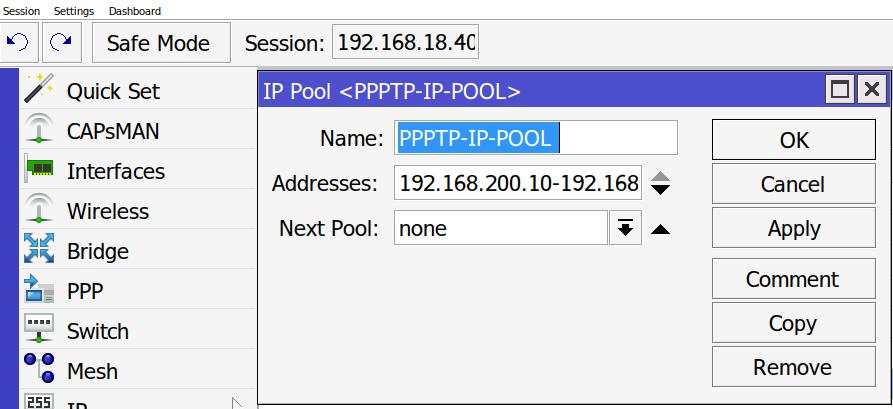 Session Settings Dashboard
Safe Mode Session: 192.168.18.40
IP Pool <PPPTP-IP-POOL>
Quick Set
CAPsMAN
Interfaces
Wireless
Bridge
PPP
Switch
Mesh
255
IP
Name: PPPTP-IP-POOL
Addresses: 192.168.200.10-192.168
Next Pool: none
OK
Cancel
Apply
Comment
Copy
Remove